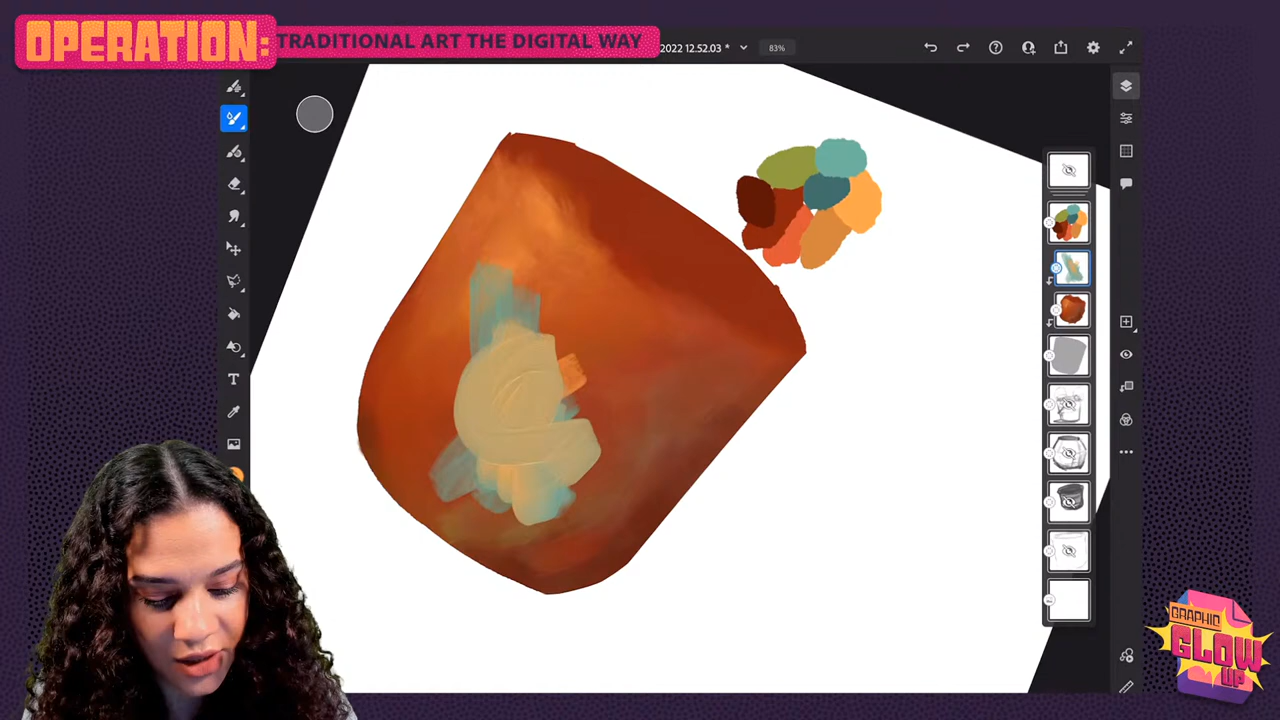 OPERATION:
TRADITIONAL ART THE DIGITAL WAY
2022 12.52.03 *
83%
T
GRAPHIC
GLOW
UP